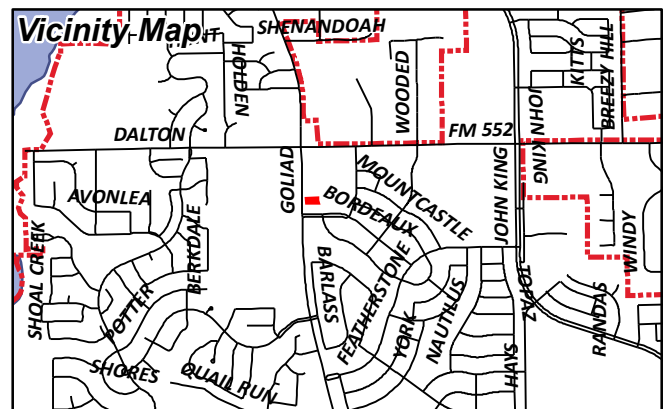 Vicinity Map
SHENANDOAH
HOLDEN
WOODED
KITTS
BREEZY HILL
DALTON
FM 552
JOHN KING
AVONLEA
GOLIAD
MOUNTCASTLE
BORDEAUX
JOHN KING
BERKDALE
WINDY
SHOAL CREEK
BARLASS
FEATHERSTONE
TOPAZ
POTTER
YORK
NAUTILUS
RANDAS
SHORES
QUAIL RUN
HAYS